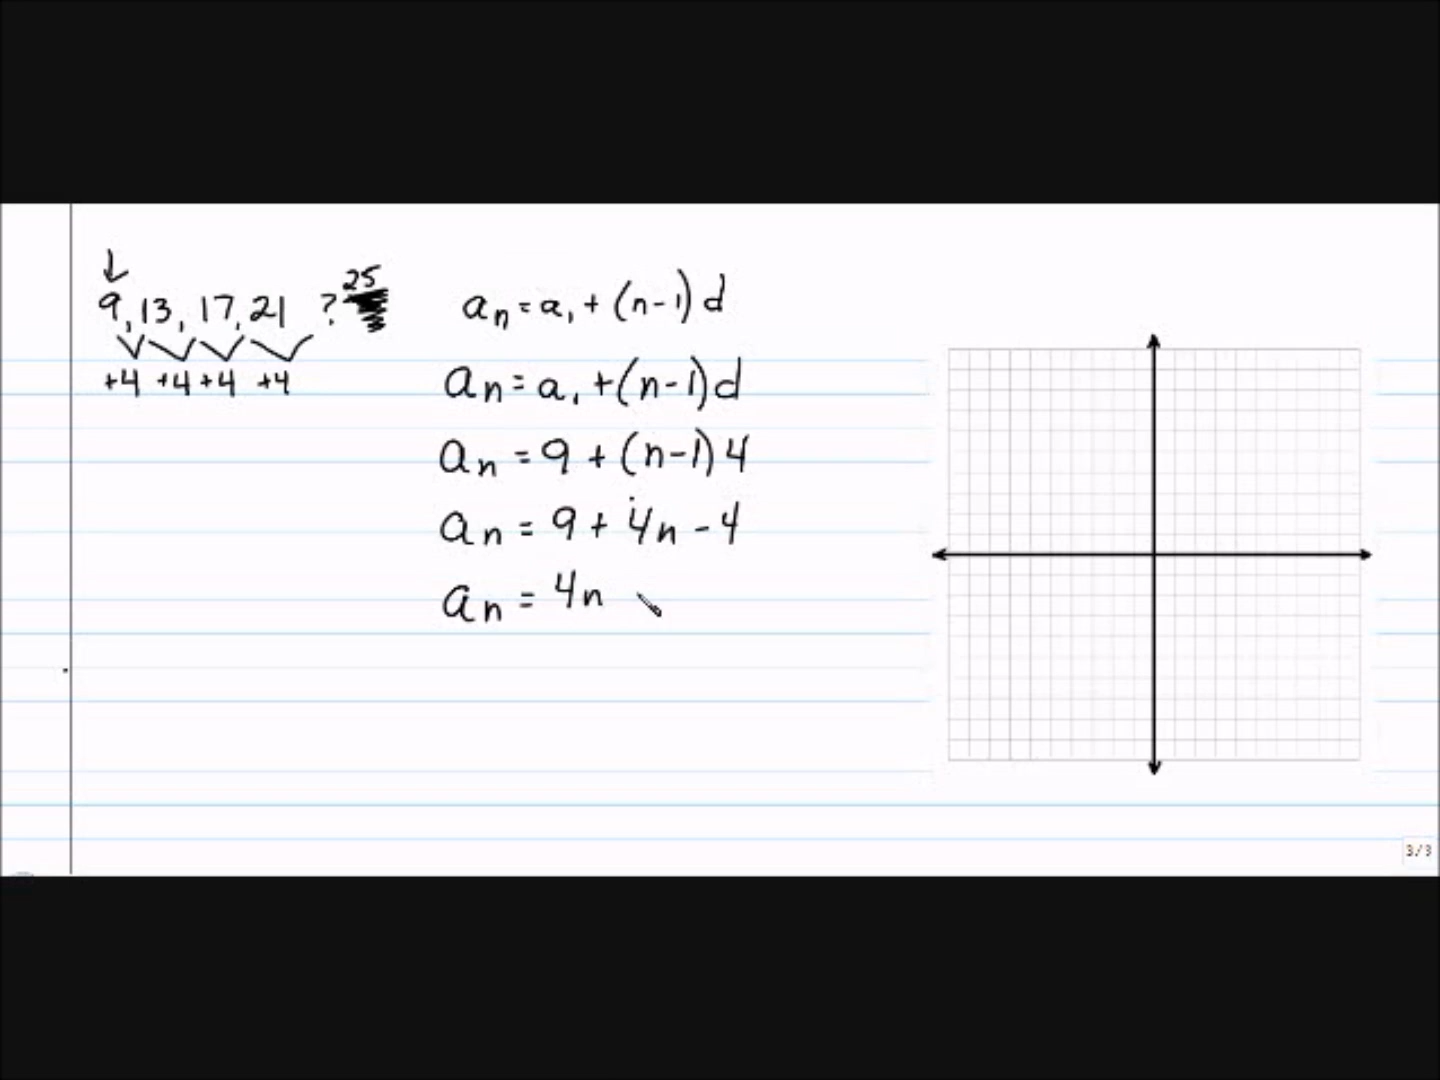 25
9, 13, 17, 21 ?
+4 +4 +4 +4
aₙ = a₁ + (n-1) d
aₙ = a₁ + (n-1) d
aₙ = 9 + (n-1) 4
aₙ = 9 + 4n - 4
aₙ = 4n
3/3